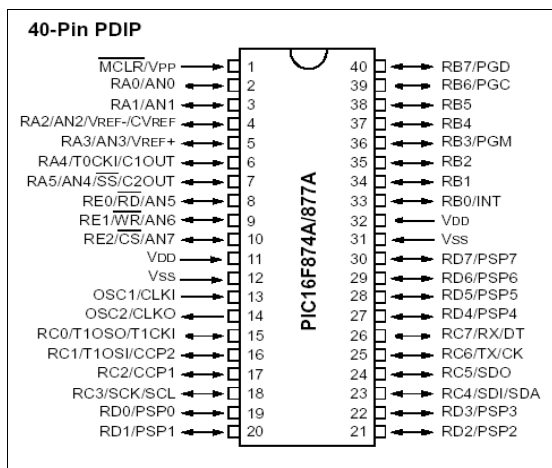 40-Pin PDIP
MCLR/VPP 1 40 RB7/PGD
RA0/AN0 2 39 RB6/PGC
RA1/AN1 3 38 RB5
RA2/AN2/VREF-/CVREF 4 37 RB4
RA3/AN3/VREF+ 5 36 RB3/PGM
RA4/T0CKI/C1OUT 6 35 RB2
RA5/AN4/SS/C2OUT 7 34 RB1
RE0/RD/AN5 8 33 RB0/INT
RE1/WR/AN6 9 32 VDD
RE2/CS/AN7 10 31 VSS
VDD 11 30 RD7/PSP7
VSS 12 29 RD6/PSP6
OSC1/CLKI 13 28 RD5/PSP5
OSC2/CLKO 14 27 RD4/PSP4
RC0/T1OSO/T1CKI 15 26 RC7/RX/DT
RC1/T1OSI/CCP2 16 25 RC6/TX/CK
RC2/CCP1 17 24 RC5/SDO
RC3/SCK/SCL 18 23 RC4/SDI/SDA
RD0/PSP0 19 22 RD3/PSP3
RD1/PSP1 20 21 RD2/PSP2
PIC16F874A/877A